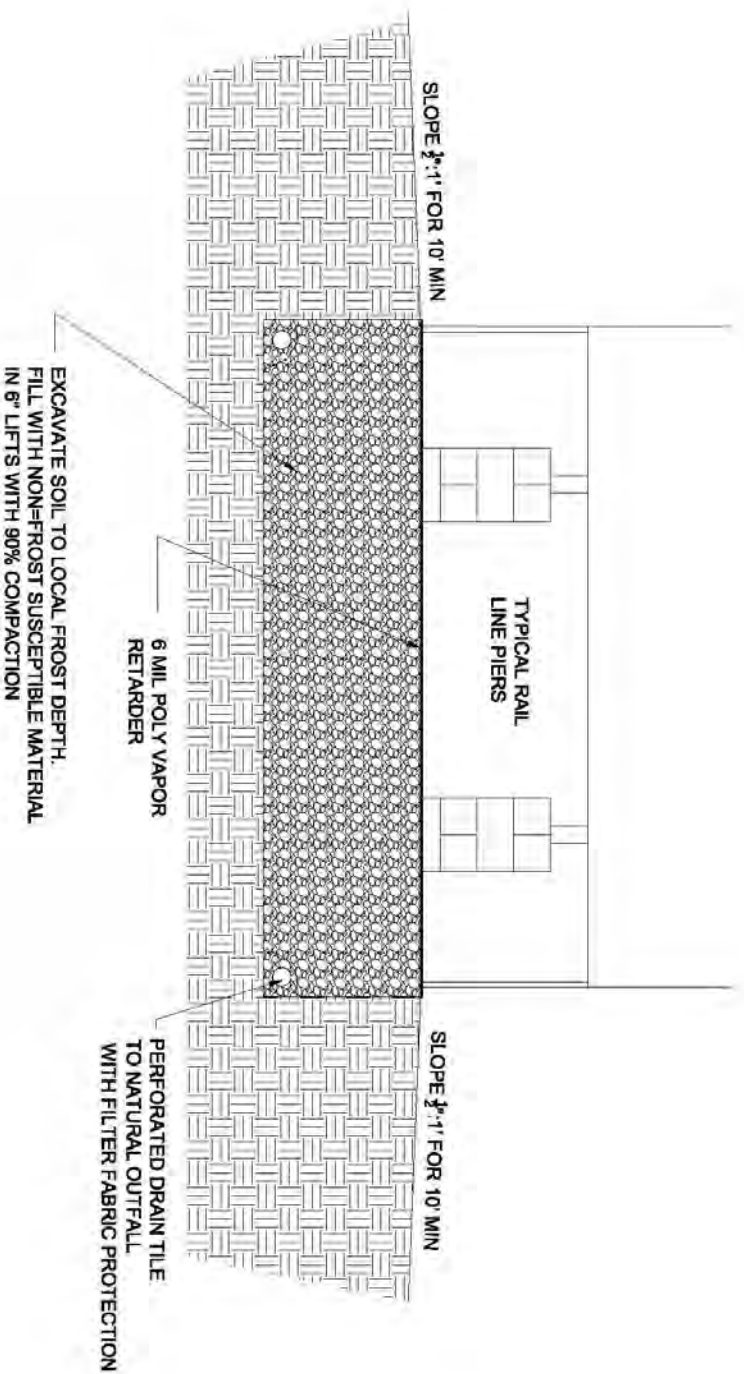 SLOPE ½":1' FOR 10' MIN
TYPICAL RAIL
LINE PIERS
SLOPE ½":1' FOR 10' MIN
6 MIL POLY VAPOR
RETARDER
EXCAVATE SOIL TO LOCAL FROST DEPTH.
FILL WITH NON=FROST SUSCEPTIBLE MATERIAL
IN 6" LIFTS WITH 90% COMPACTION
PERFORATED DRAIN TILE
TO NATURAL OUTFALL
WITH FILTER FABRIC PROTECTION